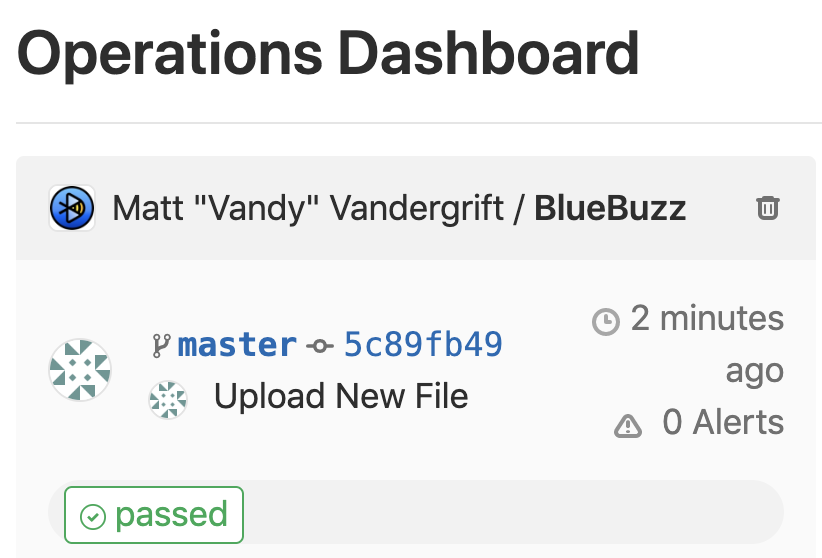 Operations Dashboard
Matt "Vandy" Vandergrift / BlueBuzz
master 5c89fb49
Upload New File
2 minutes
ago
0 Alerts
passed